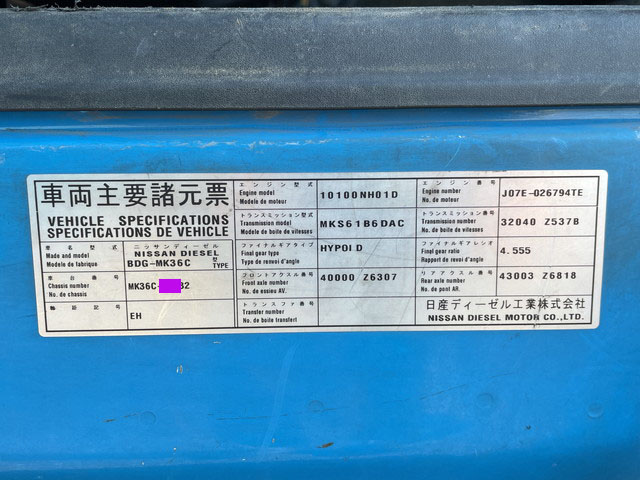 車両主要諸元票
VEHICLE SPECIFICATIONS
SPECIFICATIONS DE VEHICLE
車名型式
Made and model
Modele de fabrique
ニッサンディーゼル
NISSAN DIESEL
BDG-MK36C 型 TYPE
車台番号
Chassis number
No. de chassis
MK36C- 82
EH
エンジン型式
Engine model
Modele de moteur
10100NH01D
エンジン番号
Engine number
No. de moteur
J07E-026794TE
トランスミッション型式
Transmission model
Modele de boite de vitesses
MKS61B6DAC
トランスミッション番号
Transmission number
No. de boite de vitesses
32040 Z537B
ファイナルギアタイプ
Final gear type
Type de renvoi d'angle
HYPOID
ファイナルギアレシオ
Final gear ratio
Rapport de renvoi d'angle
4.555
フロントアクスル番号
Front axle number
No. de essieu AV.
40000 Z6307
リアアクスル番号
Rear axle number
No. de pont AR.
43003 Z6818
トランスファ番号
Transfer number
No. de boite transfert
日産ディーゼル工業株式会社
NISSAN DIESEL MOTOR CO.,LTD.